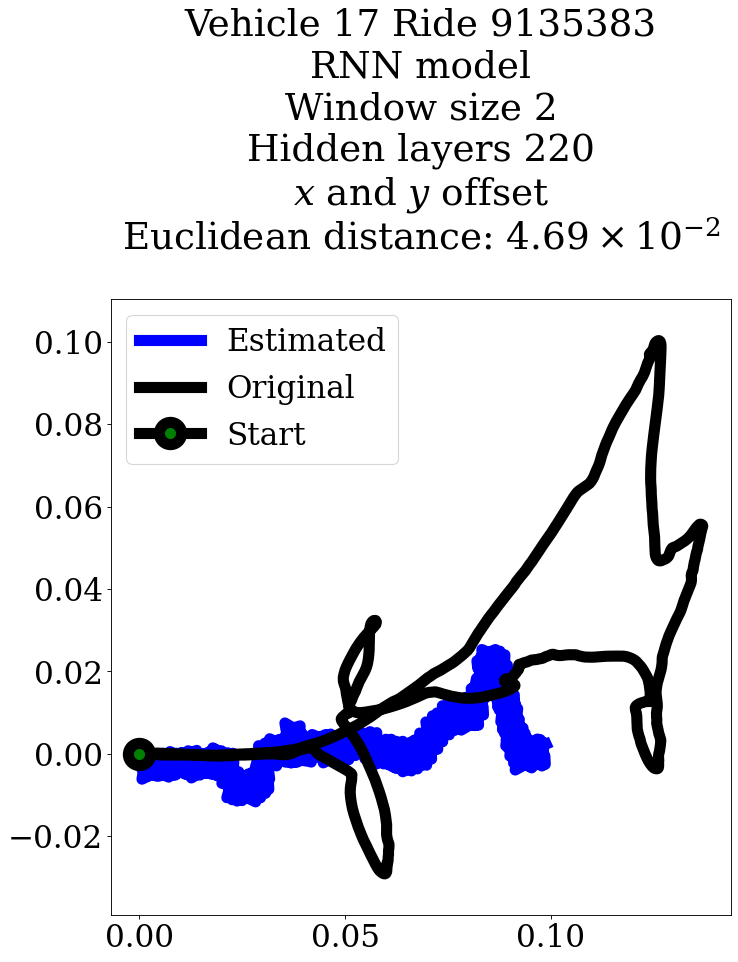 Vehicle 17 Ride 9135383
RNN model
Window size 2
Hidden layers 220
x and y offset
Euclidean distance: 4.69 × 10⁻²
Estimated
Original
Start
0.10
0.08
0.06
0.04
0.02
0.00
−0.02
0.00 0.05 0.10